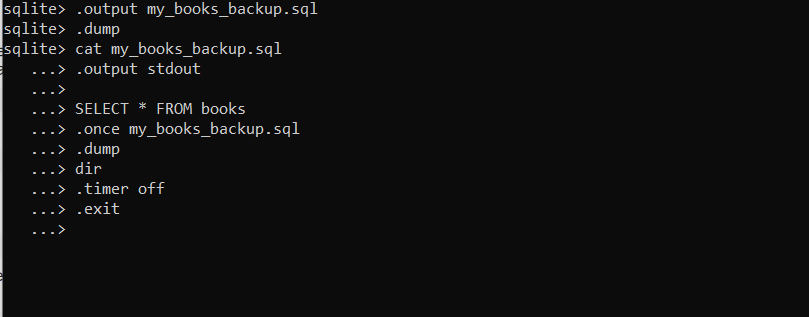 sqlite> .output my_books_backup.sql
sqlite> .dump
sqlite> cat my_books_backup.sql
   ...> .output stdout
   ...>
   ...> SELECT * FROM books
   ...> .once my_books_backup.sql
   ...> .dump
   ...> dir
   ...> .timer off
   ...> .exit
   ...>